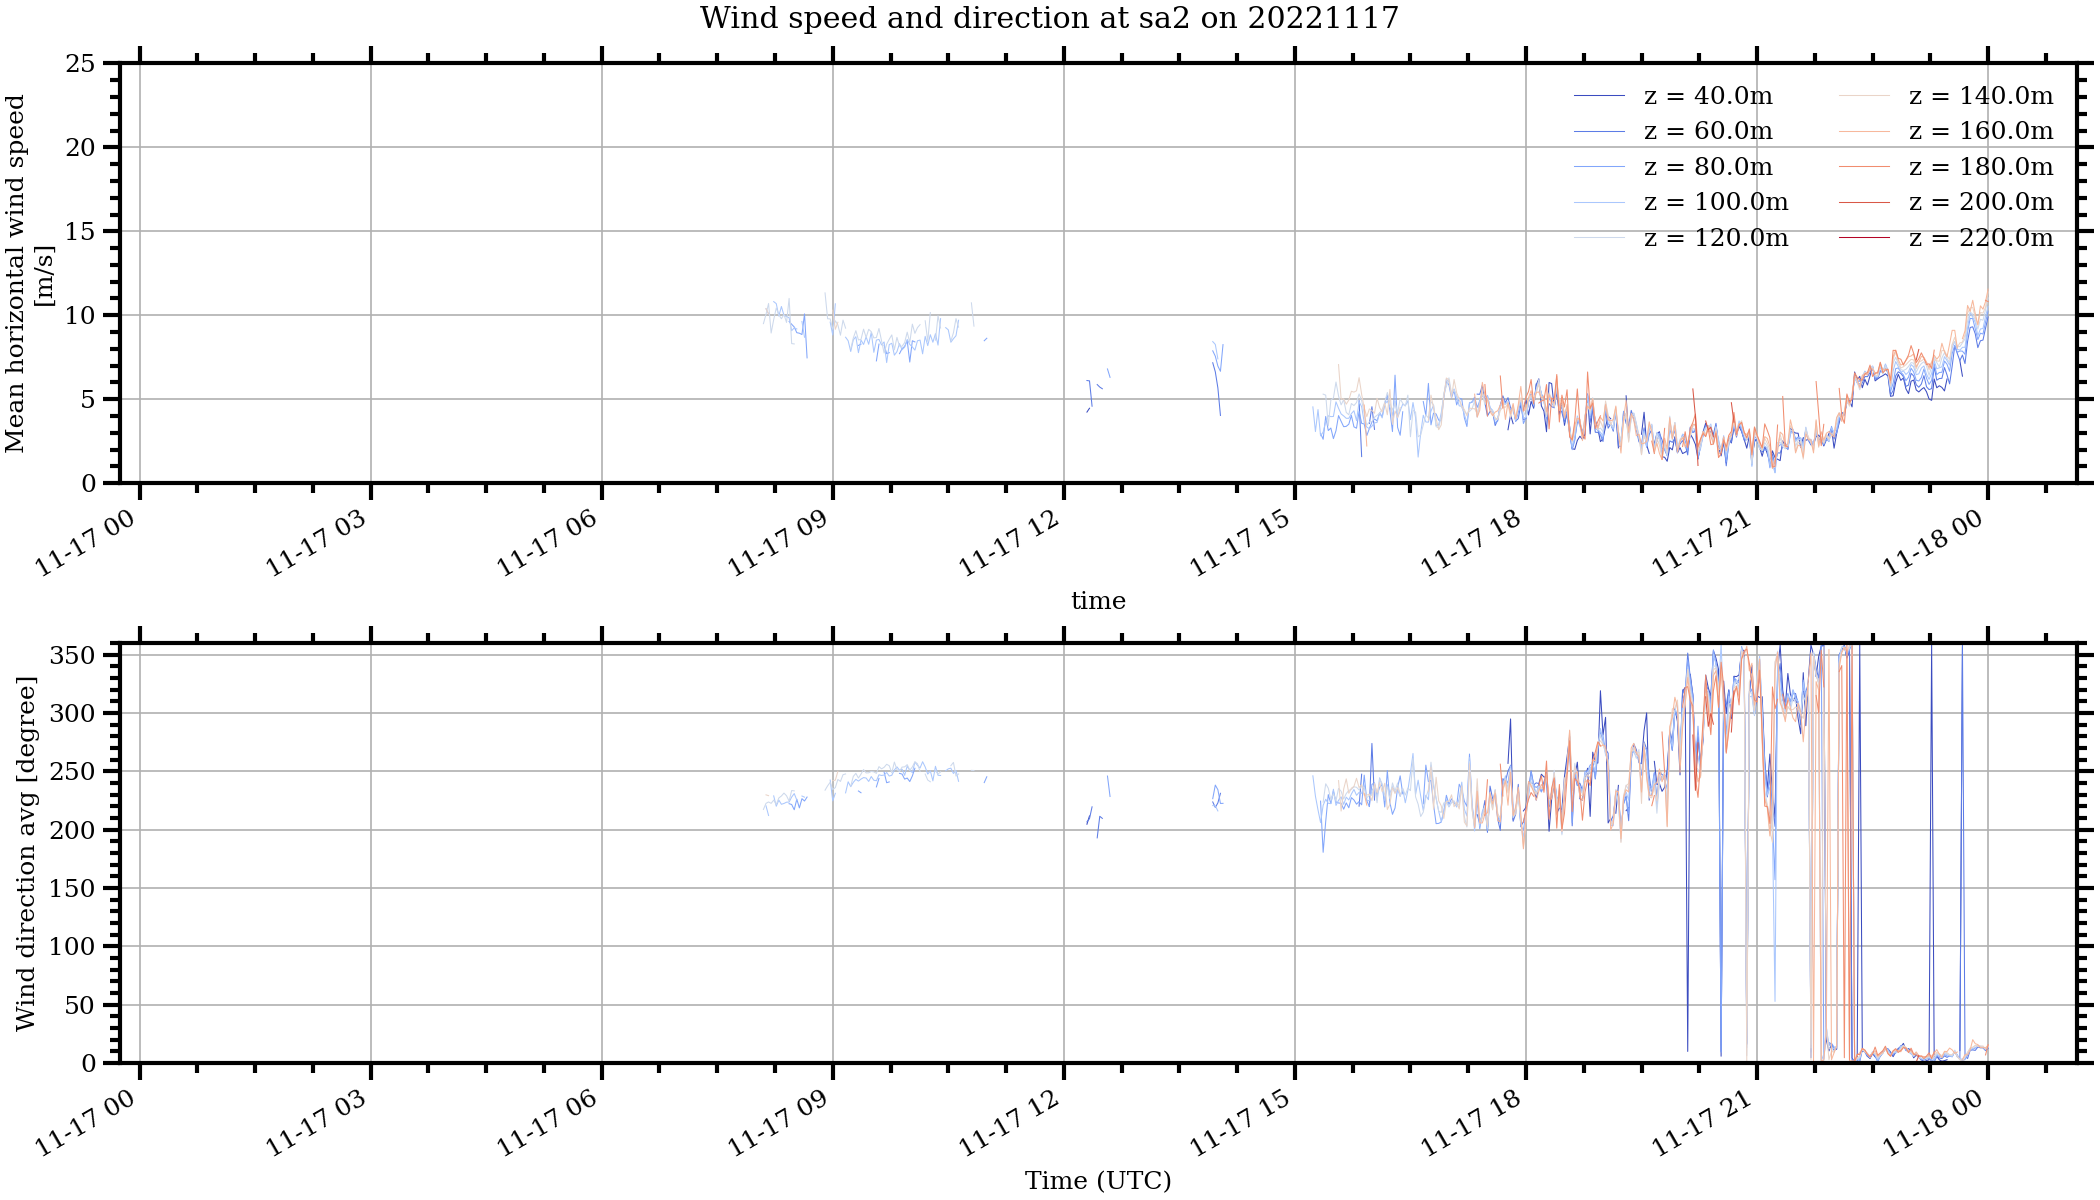 Wind speed and direction at sa2 on 20221117
Mean horizontal wind speed
[m/s]
25
20
15
10
5
0
z = 40.0m
z = 60.0m
z = 80.0m
z = 100.0m
z = 120.0m
z = 140.0m
z = 160.0m
z = 180.0m
z = 200.0m
z = 220.0m
11-17 00
11-17 03
11-17 06
11-17 09
11-17 12
11-17 15
11-17 18
11-17 21
11-18 00
time
Wind direction avg [degree]
350
300
250
200
150
100
50
0
11-17 00
11-17 03
11-17 06
11-17 09
11-17 12
11-17 15
11-17 18
11-17 21
11-18 00
Time (UTC)